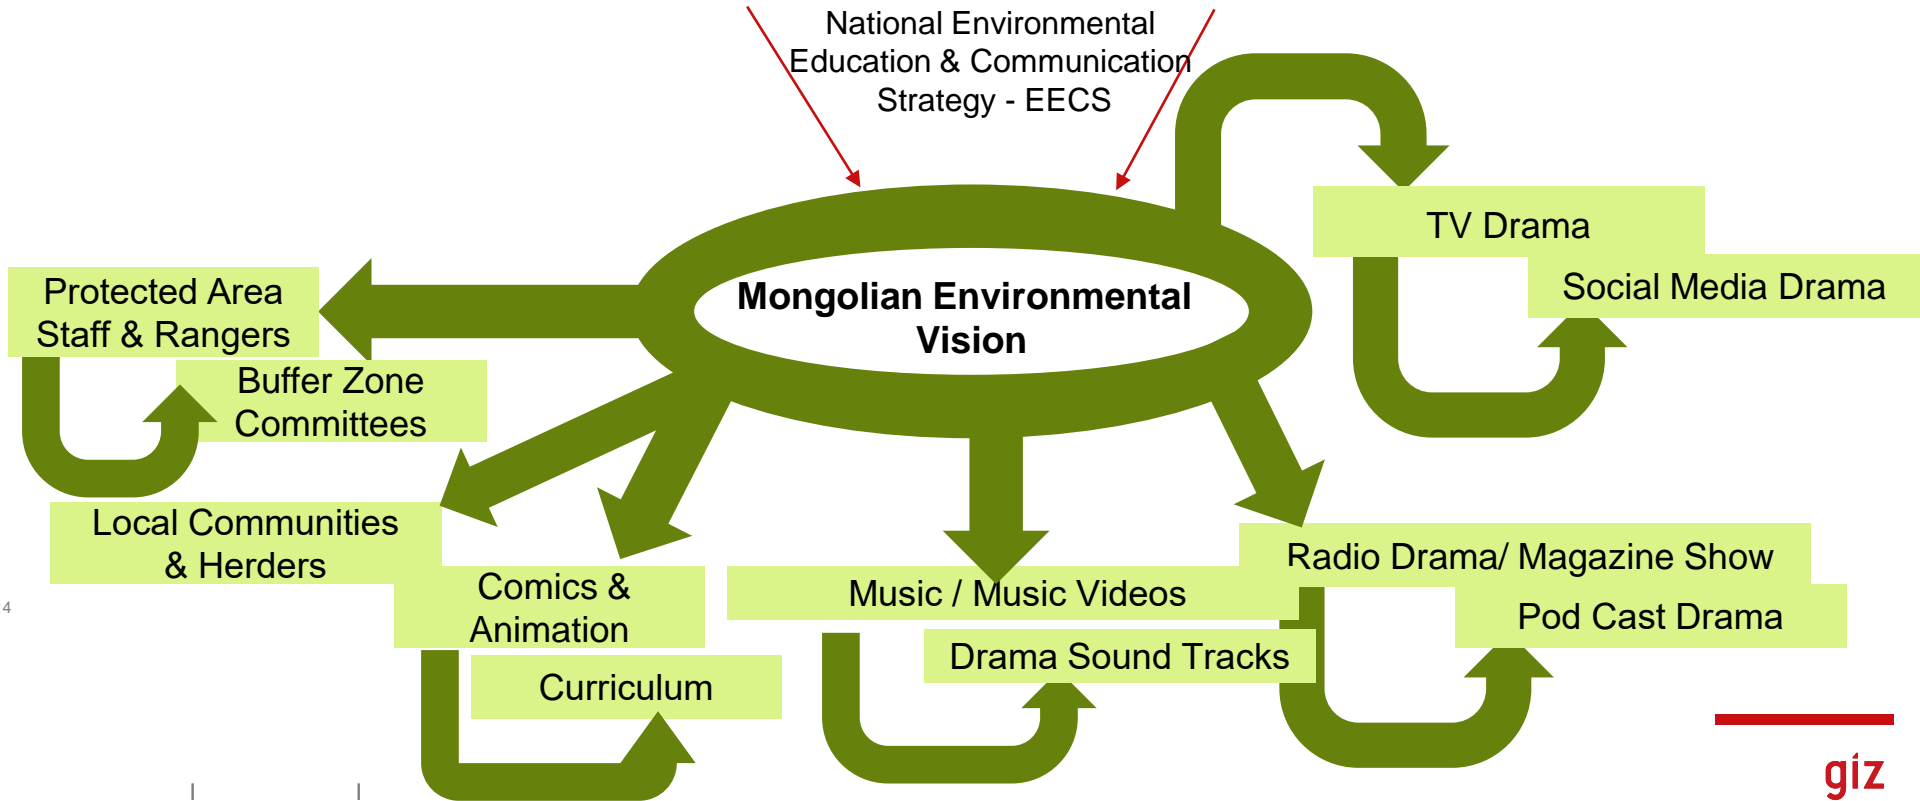 National Environmental
Education & Communication
Strategy - EECS
Mongolian Environmental
Vision
TV Drama
Social Media Drama
Protected Area
Staff & Rangers
Buffer Zone
Committees
Local Communities
& Herders
Comics &
Animation
Curriculum
Music / Music Videos
Drama Sound Tracks
Radio Drama/ Magazine Show
Pod Cast Drama
4
giz